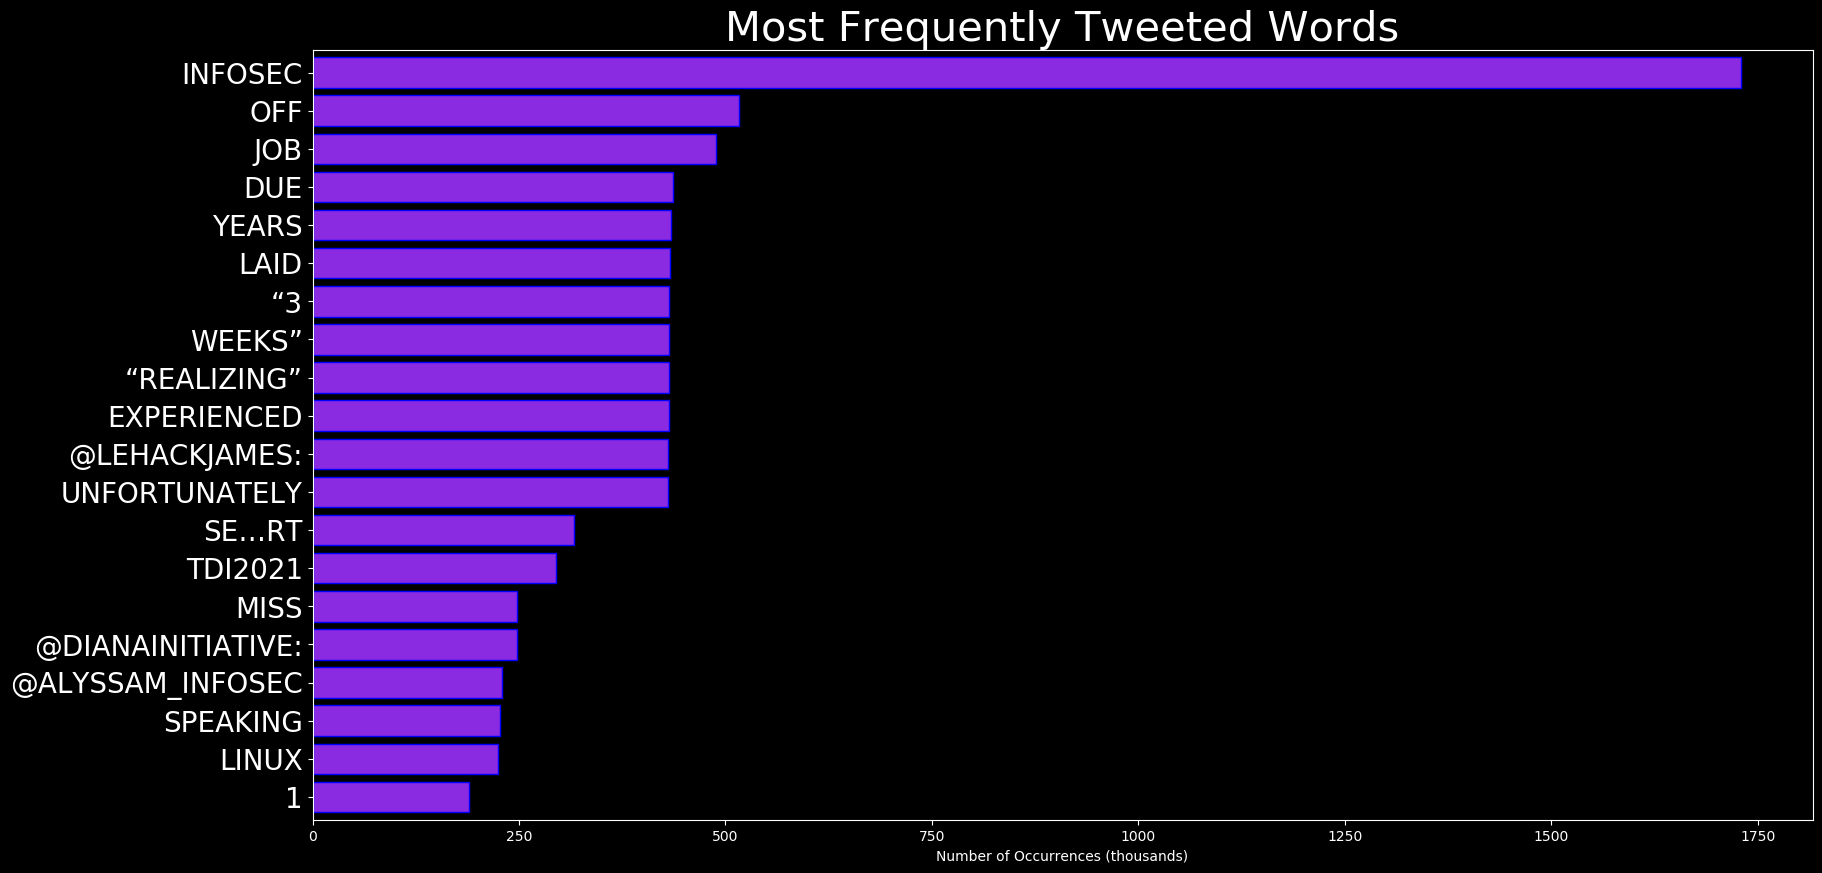 Most Frequently Tweeted Words
INFOSEC
OFF
JOB
DUE
YEARS
LAID
“3
WEEKS”
“REALIZING”
EXPERIENCED
@LEHACKJAMES:
UNFORTUNATELY
SE…RT
TDI2021
MISS
@DIANAINITIATIVE:
@ALYSSAM_INFOSEC
SPEAKING
LINUX
1
0 250 500 750 1000 1250 1500 1750
Number of Occurrences (thousands)